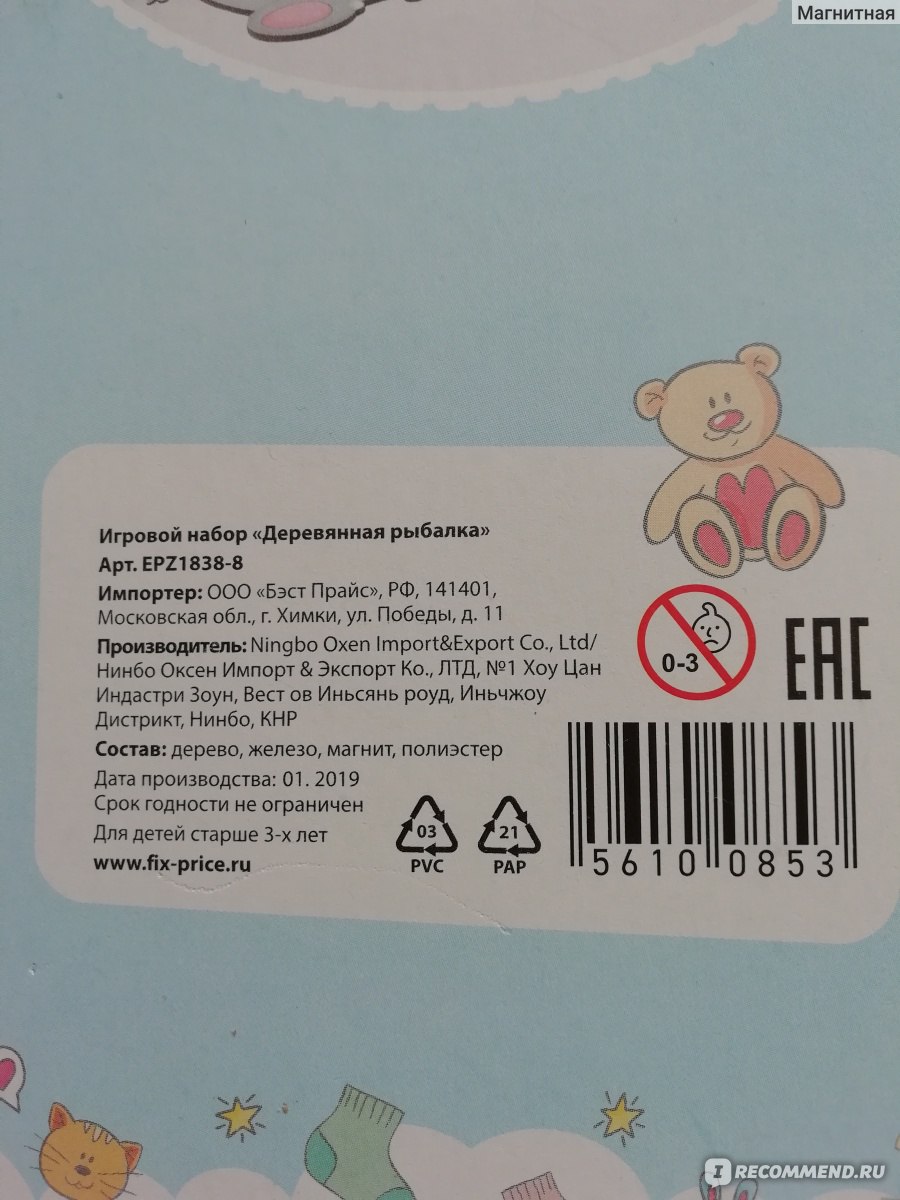 Магнитная
Игровой набор «Деревянная рыбалка»
Арт. EPZ1838-8
Импортер: ООО «Бэст Прайс», РФ, 141401,
Московская обл., г. Химки, ул. Победы, д. 11
Производитель: Ningbo Oxen Import&Export Co., Ltd/
Нинбо Оксен Импорт & Экспорт Ко., ЛТД, №1 Хоу Цан
Индастри Зоун, Вест ов Иньсянь роуд, Иньчжоу
Дистрикт, Нинбо, КНР
Состав: дерево, железо, магнит, полиэстер
Дата производства: 01. 2019
Срок годности не ограничен
Для детей старше 3-х лет
www.fix-price.ru
0-3
EAC
03
PVC
21
PAP
5610 0853
IRECOMMEND.RU